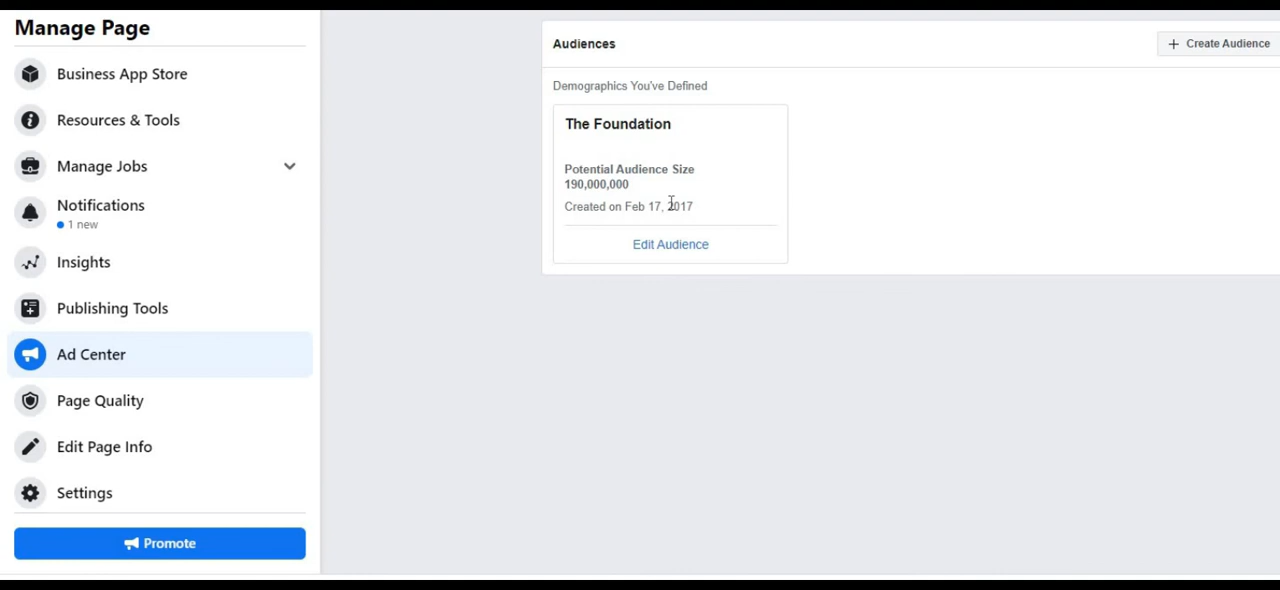 Manage Page
Business App Store
Resources & Tools
Manage Jobs
Notifications
1 new
Insights
Publishing Tools
Ad Center
Page Quality
Edit Page Info
Settings
Promote
Audiences
+ Create Audience
Demographics You've Defined
The Foundation
Potential Audience Size
190,000,000
Created on Feb 17, 2017
Edit Audience